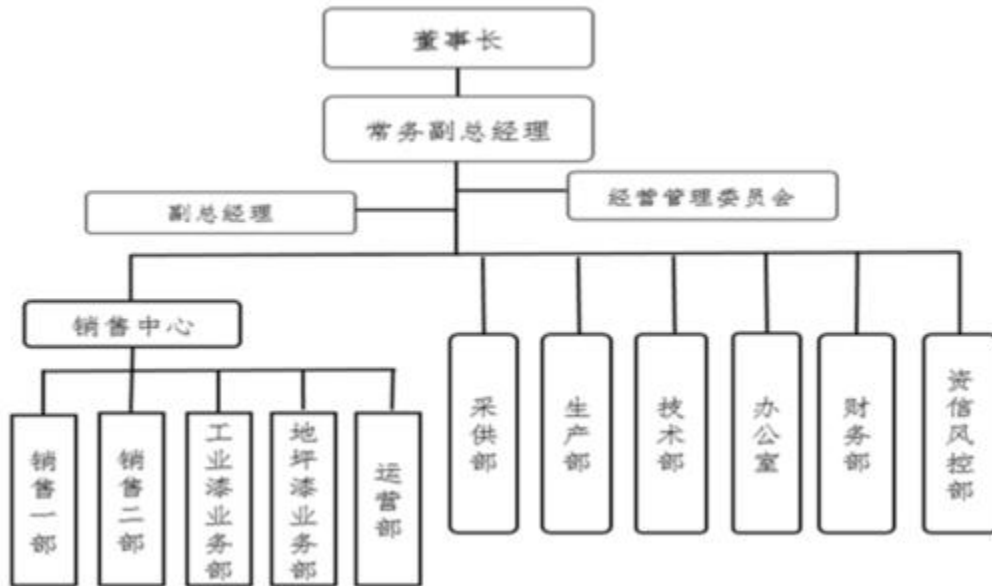 董事长
常务副总经理
经营管理委员会
副总经理
销售中心
采供部
生产部
技术部
办公室
财务部
资信风控部
销售一部
销售二部
工业漆业务部
地坪漆业务部
运营部